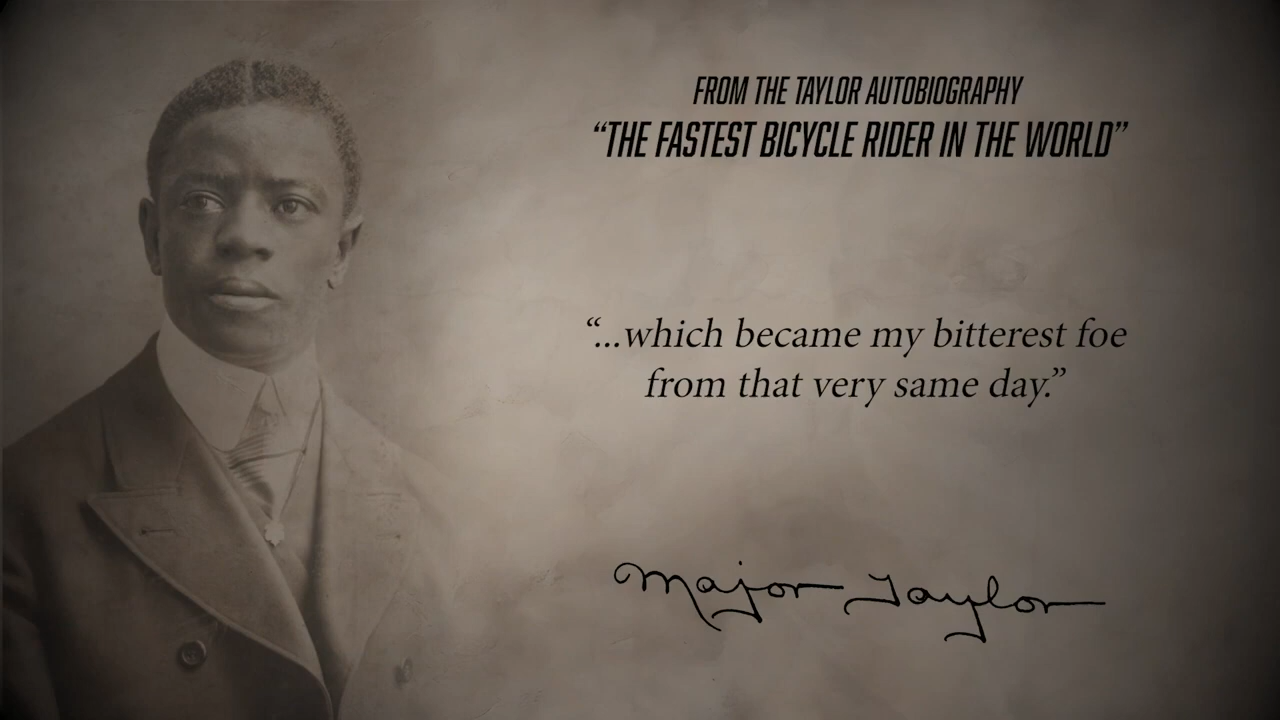 FROM THE TAYLOR AUTOBIOGRAPHY
“THE FASTEST BICYCLE RIDER IN THE WORLD”
“...which became my bitterest foe
from that very same day.”
Major Taylor